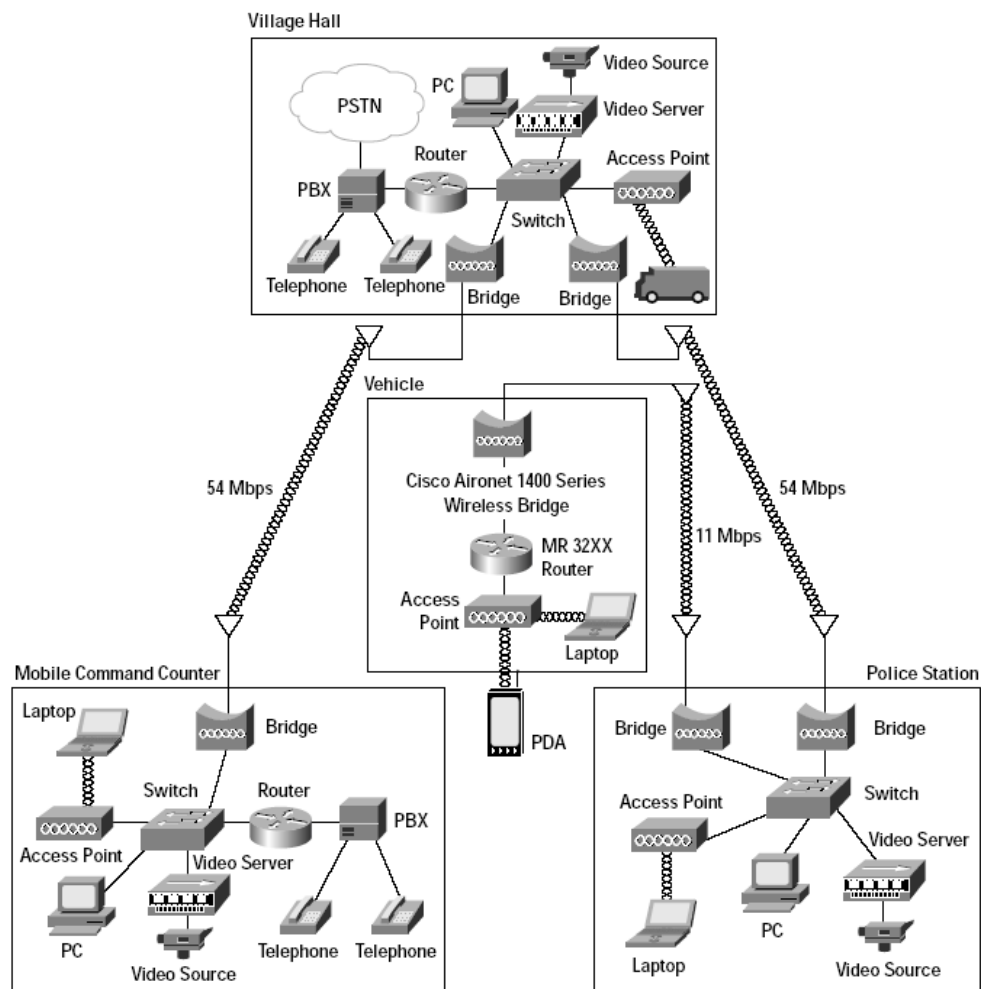 Village Hall
Video Source
PC
PSTN
Video Server
Router
Access Point
PBX
Switch
Telephone
Telephone
Bridge
Bridge
Vehicle
54 Mbps
Cisco Aironet 1400 Series
Wireless Bridge
54 Mbps
11 Mbps
MR 32XX
Router
Access
Point
Laptop
Mobile Command Counter
Police Station
Laptop
Bridge
PDA
Bridge
Bridge
Switch
Router
PBX
Access Point
Switch
Access Point
Video Server
Video Server
PC
Telephone
Telephone
PC
Video Source
Laptop
Video Source